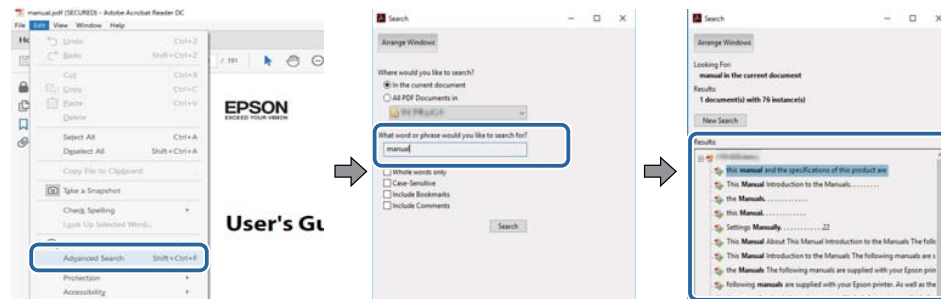 manual.pdf (SECURED) - Adobe Acrobat Reader DC
File Edit View Window Help
Undo Ctrl+Z
Redo Shift+Ctrl+Z
Cut Ctrl+X
Copy Ctrl+C
Paste Ctrl+V
Delete
Select All Ctrl+A
Deselect All Shift+Ctrl+A
Copy File to Clipboard
Take a Snapshot
Check Spelling
Look Up Selected Word...
Advanced Search Shift+Ctrl+F
Protection
Accessibility
/ 191
EPSON
EXCEED YOUR VISION
User's Gu
Search
Arrange Windows
Where would you like to search?
In the current document
All PDF Documents in
What word or phrase would you like to search for?
manual
Whole words only
Case-Sensitive
Include Bookmarks
Include Comments
Search
Search
Arrange Windows
Looking For:
manual in the current document
Results:
1 document(s) with 76 instance(s)
New Search
Results:
this manual and the specifications of this product are
This Manual Introduction to the Manuals.........
the Manuals.............
this Manual.............
Settings Manually.............22
This Manual About This Manual Introduction to the Manuals The follo
This Manual Introduction to the Manuals The following manuals are s
the Manuals The following manuals are supplied with your Epson prin
following manuals are supplied with your Epson printer. As well as the